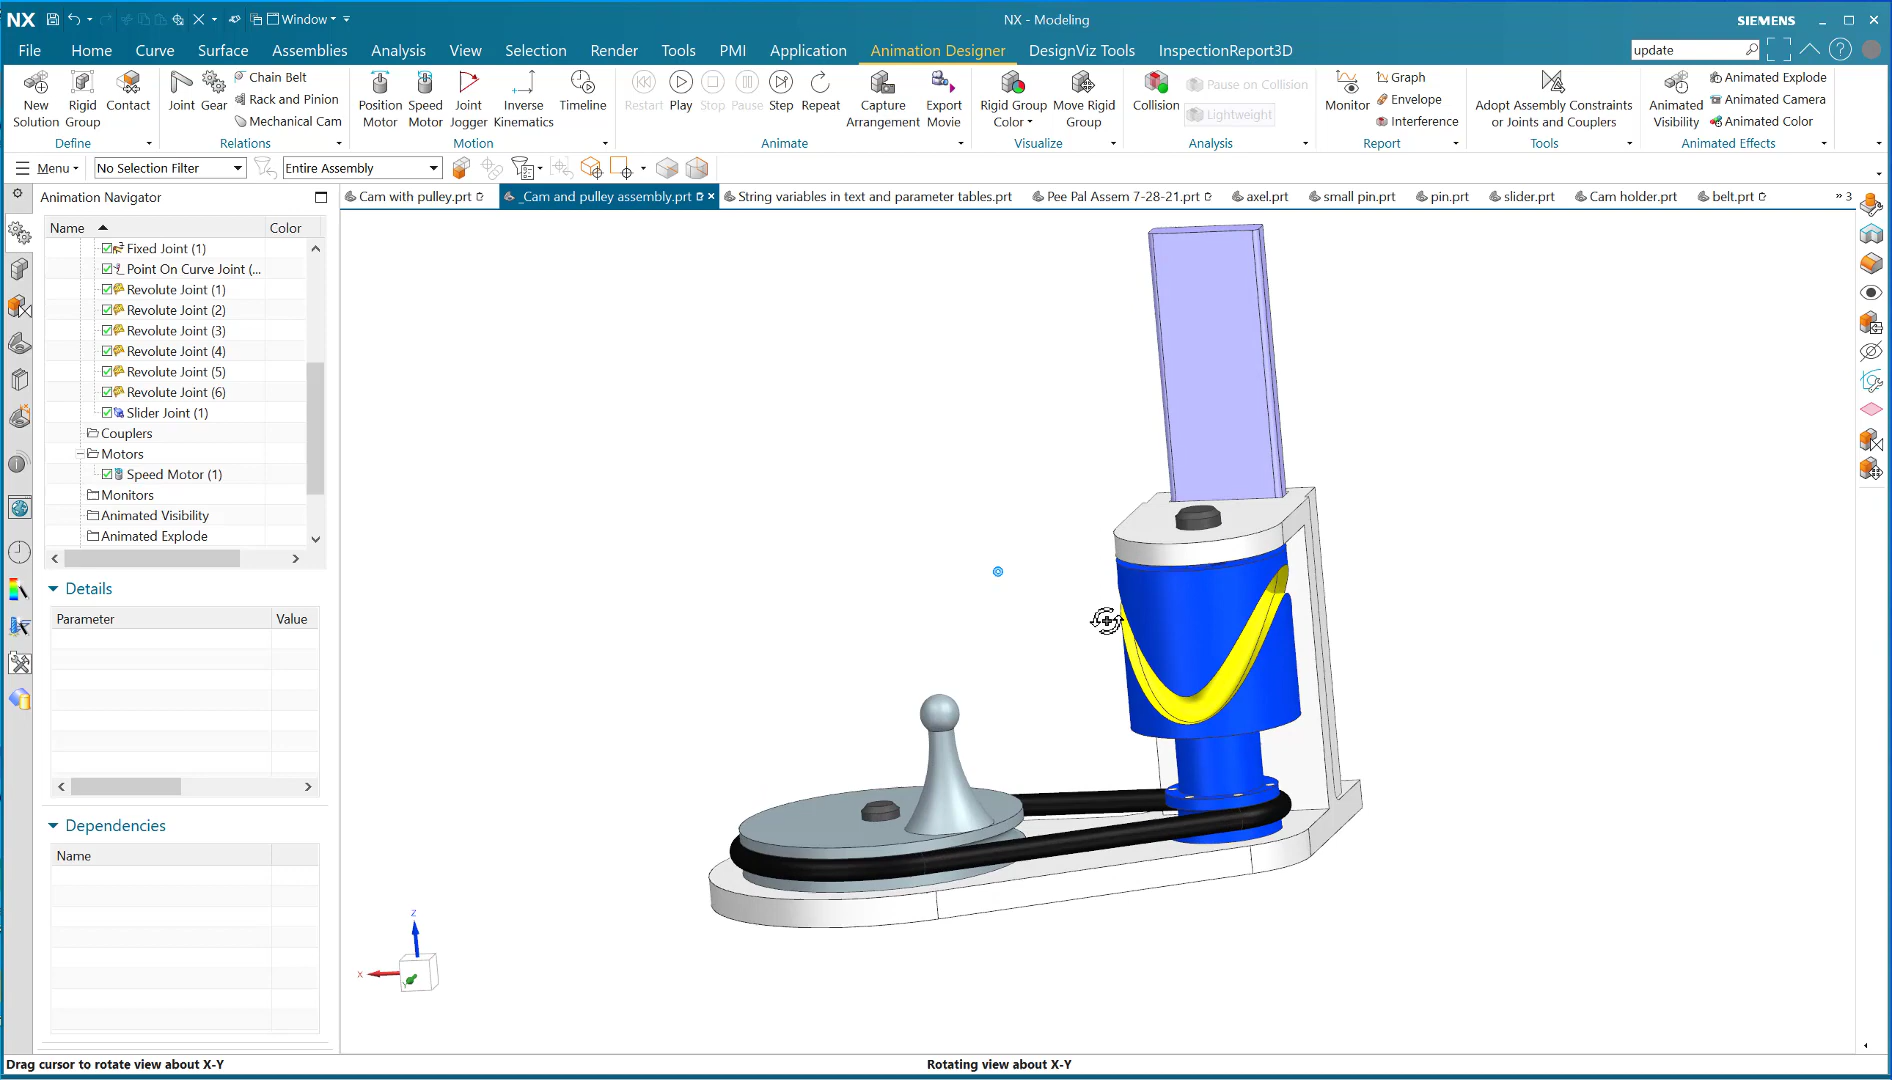 NX Window NX - Modeling SIEMENS
File Home Curve Surface Assemblies Analysis View Selection Render Tools PMI Application Animation Designer DesignViz Tools InspectionReport3D update
New Solution Rigid Group Contact
Define
Joint Gear Chain Belt
Rack and Pinion
Mechanical Cam
Relations
Position Motor Speed Motor Joint Jogger Inverse Kinematics Timeline
Motion
Restart Play Stop Pause Step Repeat Capture Arrangement Export Movie
Animate
Rigid Group Color Move Rigid Group
Visualize
Collision Pause on Collision
Lightweight
Analysis
Monitor Graph
Envelope
Interference
Report
Adopt Assembly Constraints or Joints and Couplers
Tools
Animated Visibility Animated Explode
Animated Camera
Animated Color
Animated Effects
Menu No Selection Filter Entire Assembly
Animation Navigator
Cam with pulley.prt _Cam and pulley assembly.prt String variables in text and parameter tables.prt Pee Pal Assem 7-28-21.prt axel.prt small pin.prt pin.prt slider.prt Cam holder.prt belt.prt 3
Name Color
Fixed Joint (1)
Point On Curve Joint (...
Revolute Joint (1)
Revolute Joint (2)
Revolute Joint (3)
Revolute Joint (4)
Revolute Joint (5)
Revolute Joint (6)
Slider Joint (1)
Couplers
Motors
Speed Motor (1)
Monitors
Animated Visibility
Animated Explode
Details
Parameter Value
Dependencies
Name
Z
X
Y
Drag cursor to rotate view about X-Y Rotating view about X-Y